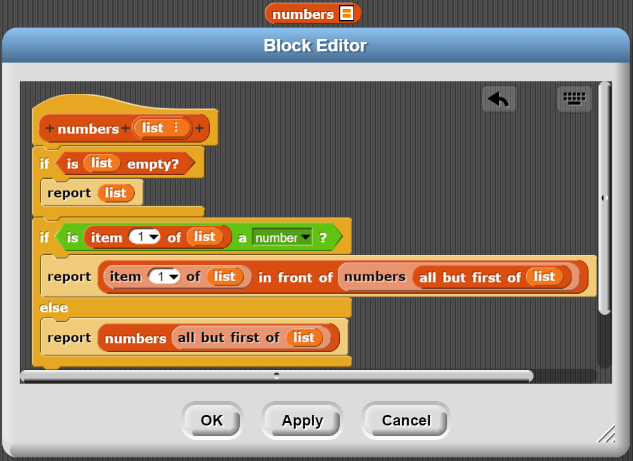 numbers
Block Editor
+ numbers + list ⋮ +
if is list empty?
report list
if is item 1 of list a number ?
report item 1 of list in front of numbers all but first of list
else
report numbers all but first of list
OK Apply Cancel